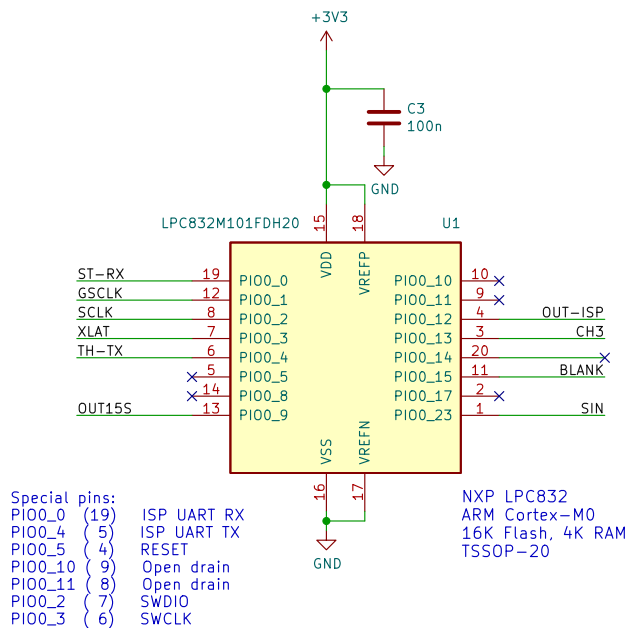 +3V3
C3
100n
GND
LPC832M101FDH20
U1
15
18
VDD
VREFP
ST-RX 19 PIO0_0
GSCLK 12 PIO0_1
SCLK 8 PIO0_2
XLAT 7 PIO0_3
TH-TX 6 PIO0_4
5 PIO0_5
14 PIO0_8
OUT15S 13 PIO0_9
PIO0_10 10
PIO0_11 9
PIO0_12 4 OUT-ISP
PIO0_13 3 CH3
PIO0_14 20
PIO0_15 11 BLANK
PIO0_17 2
PIO0_23 1 SIN
VSS
VREFN
16
17
GND
Special pins:
PIO0_0 (19) ISP UART RX
PIO0_4 ( 5) ISP UART TX
PIO0_5 ( 4) RESET
PIO0_10 ( 9) Open drain
PIO0_11 ( 8) Open drain
PIO0_2 ( 7) SWDIO
PIO0_3 ( 6) SWCLK
NXP LPC832
ARM Cortex-M0
16K Flash, 4K RAM
TSSOP-20